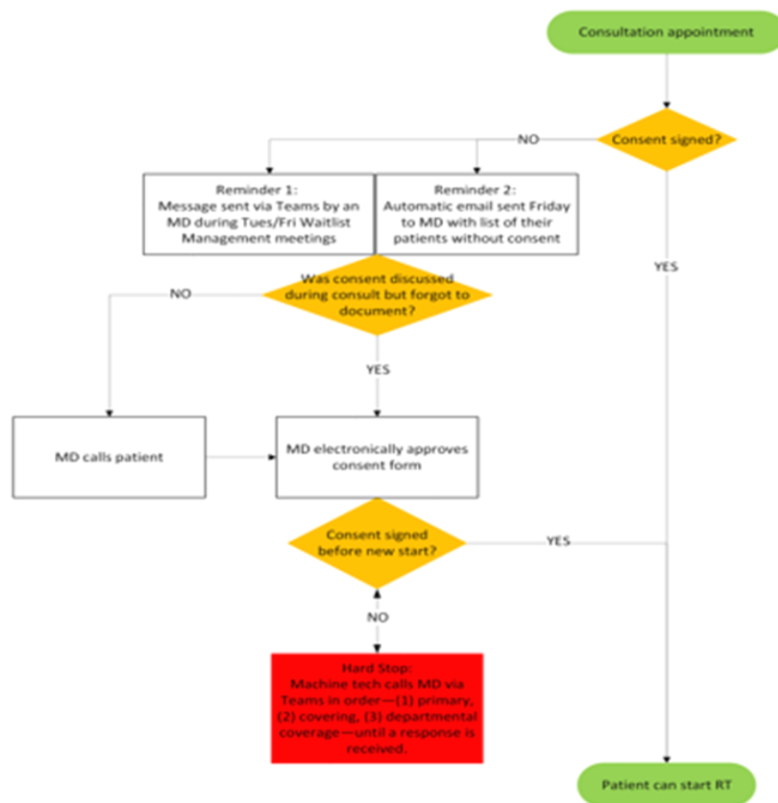 Consultation appointment
Consent signed?
NO
Reminder 1:
Message sent via Teams by an
MD during Tues/Fri Waitlist
Management meetings
Reminder 2:
Automatic email sent Friday
to MD with list of their
patients without consent
YES
Was consent discussed
during consult but forgot to
document?
NO
YES
MD calls patient
MD electronically approves
consent form
Consent signed
before new start?
YES
NO
Hard Stop:
Machine tech calls MD via
Teams in order—(1) primary,
(2) covering, (3) departmental
coverage—until a response is
received.
Patient can start RT